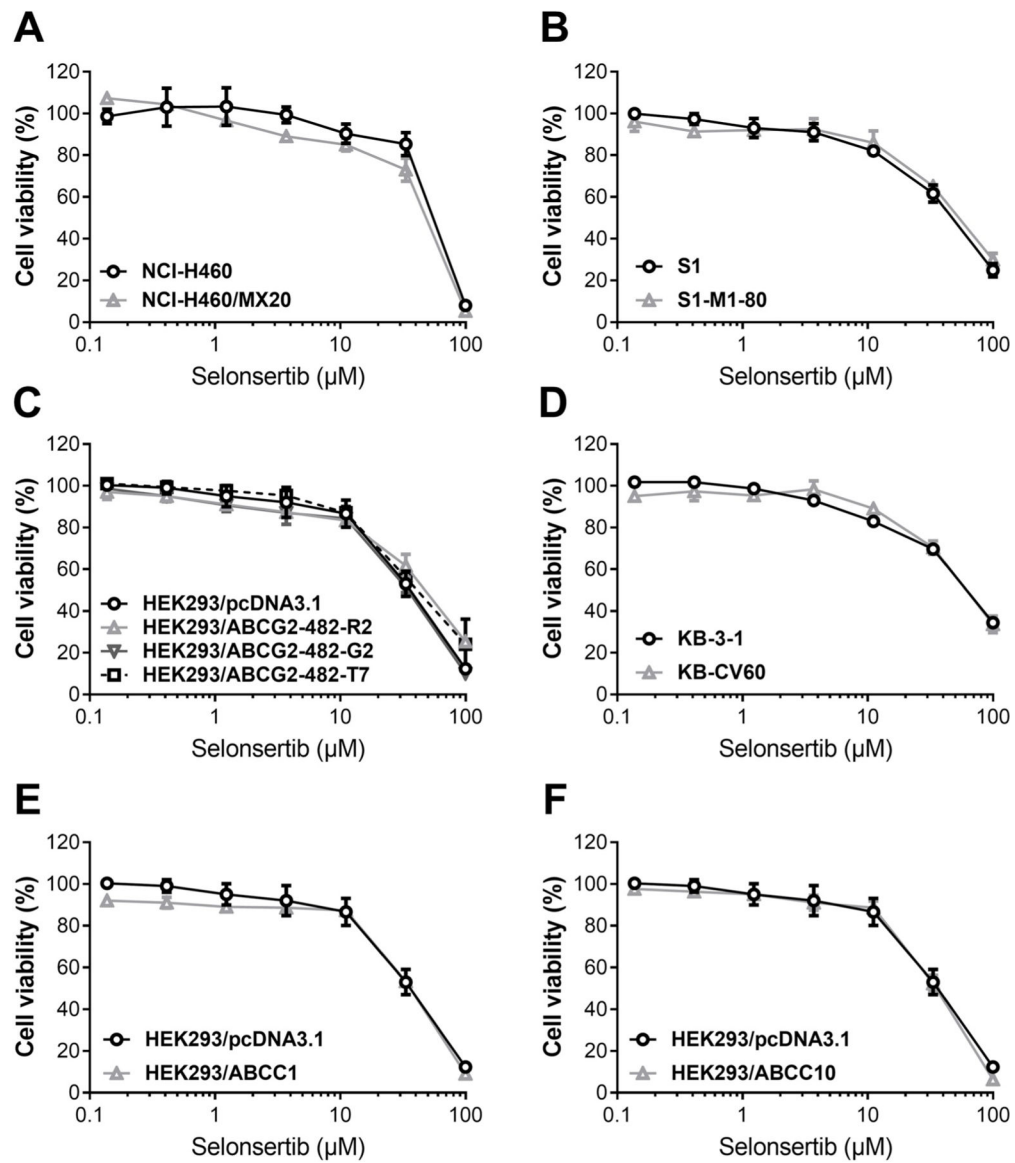 A
Cell viability (%)
120
100
80
60
40
20
0
NCI-H460
NCI-H460/MX20
0.1
1
10
100
Selonsertib (µM)
B
Cell viability (%)
120
100
80
60
40
20
0
S1
S1-M1-80
0.1
1
10
100
Selonsertib (µM)
C
Cell viability (%)
120
100
80
60
40
20
0
HEK293/pcDNA3.1
HEK293/ABCG2-482-R2
HEK293/ABCG2-482-G2
HEK293/ABCG2-482-T7
0.1
1
10
100
Selonsertib (µM)
D
Cell viability (%)
120
100
80
60
40
20
0
KB-3-1
KB-CV60
0.1
1
10
100
Selonsertib (µM)
E
Cell viability (%)
120
100
80
60
40
20
0
HEK293/pcDNA3.1
HEK293/ABCC1
0.1
1
10
100
Selonsertib (µM)
F
Cell viability (%)
120
100
80
60
40
20
0
HEK293/pcDNA3.1
HEK293/ABCC10
0.1
1
10
100
Selonsertib (µM)